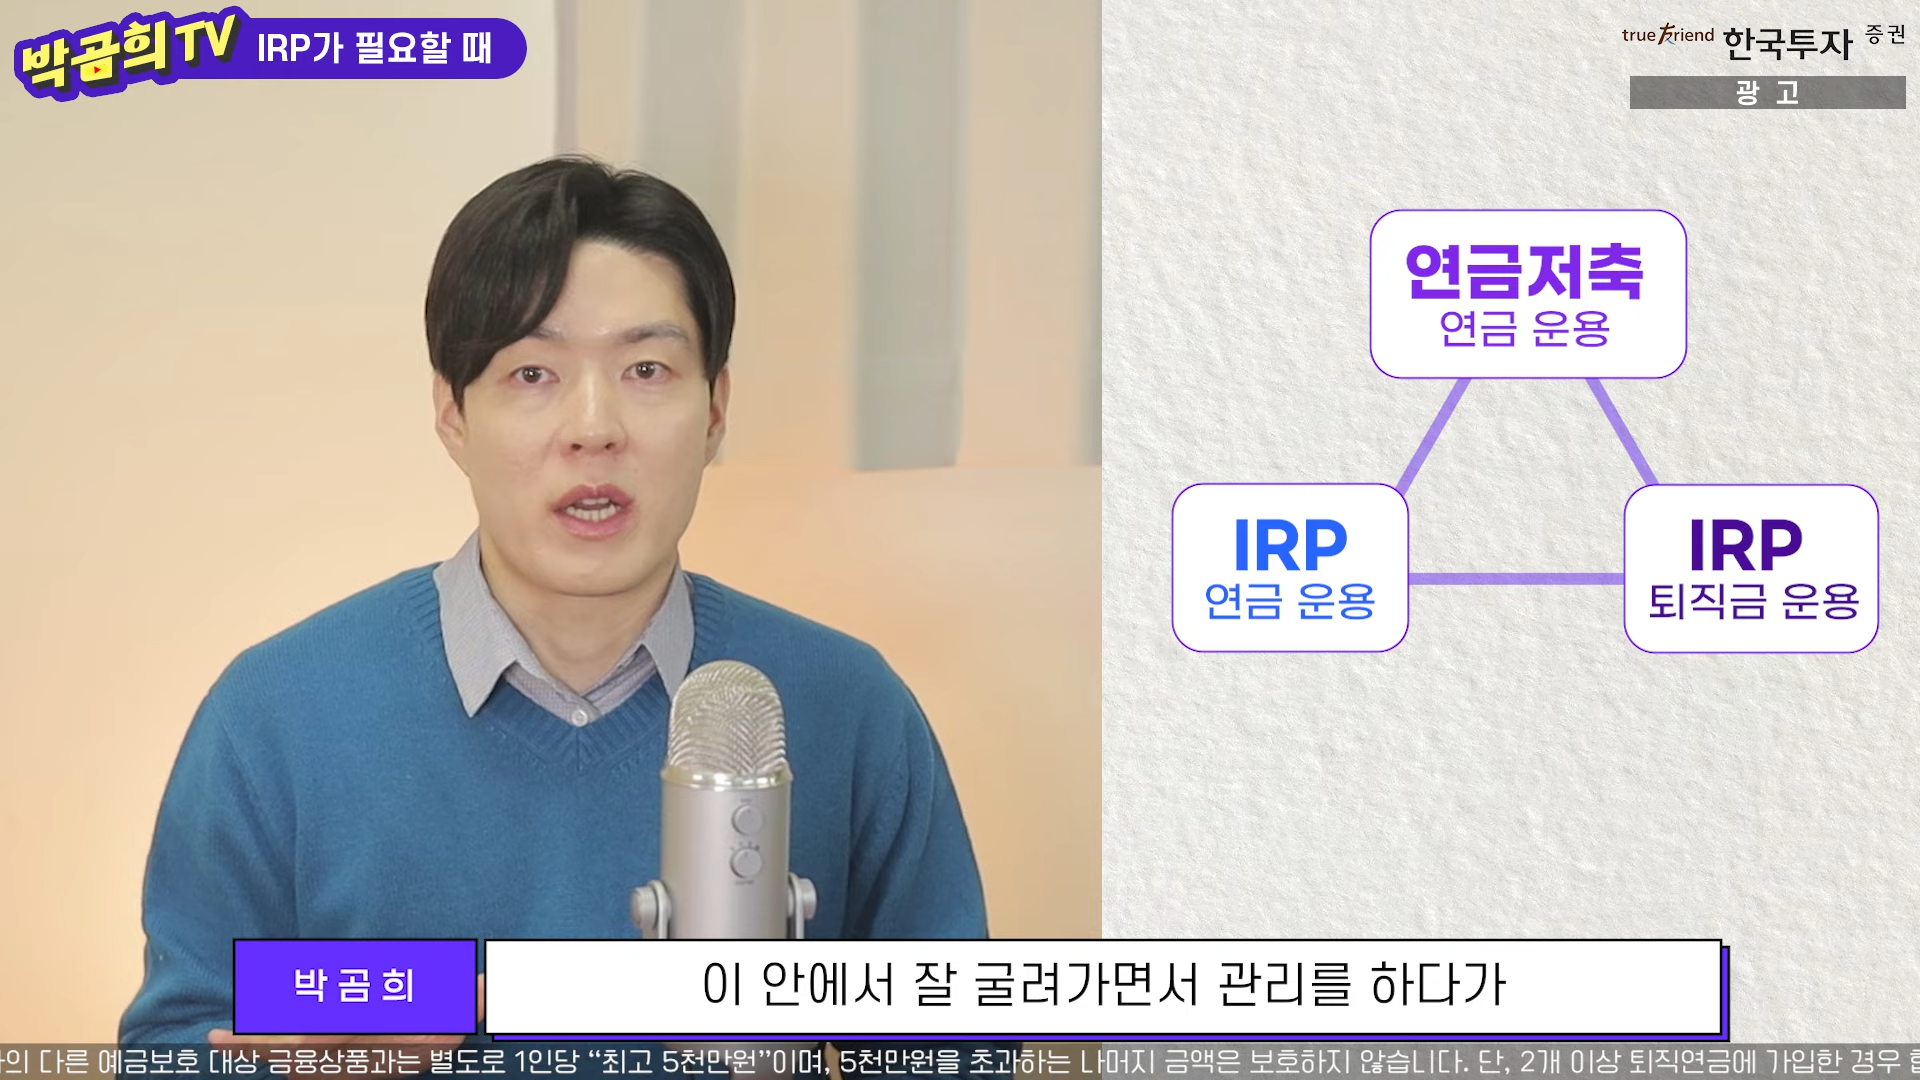 박곰희TV
IRP가 필요할 때
true friend 한국투자 증권
광 고
연금저축
연금 운용
IRP
연금 운용
IRP
퇴직금 운용
박곰희
이 안에서 잘 굴려가면서 관리를 하다가
다른 예금보호 대상 금융상품과는 별도로 1인당 “최고 5천만원”이며, 5천만원을 초과하는 나머지 금액은 보호하지 않습니다. 단, 2개 이상 퇴직연금에 가입한 경우